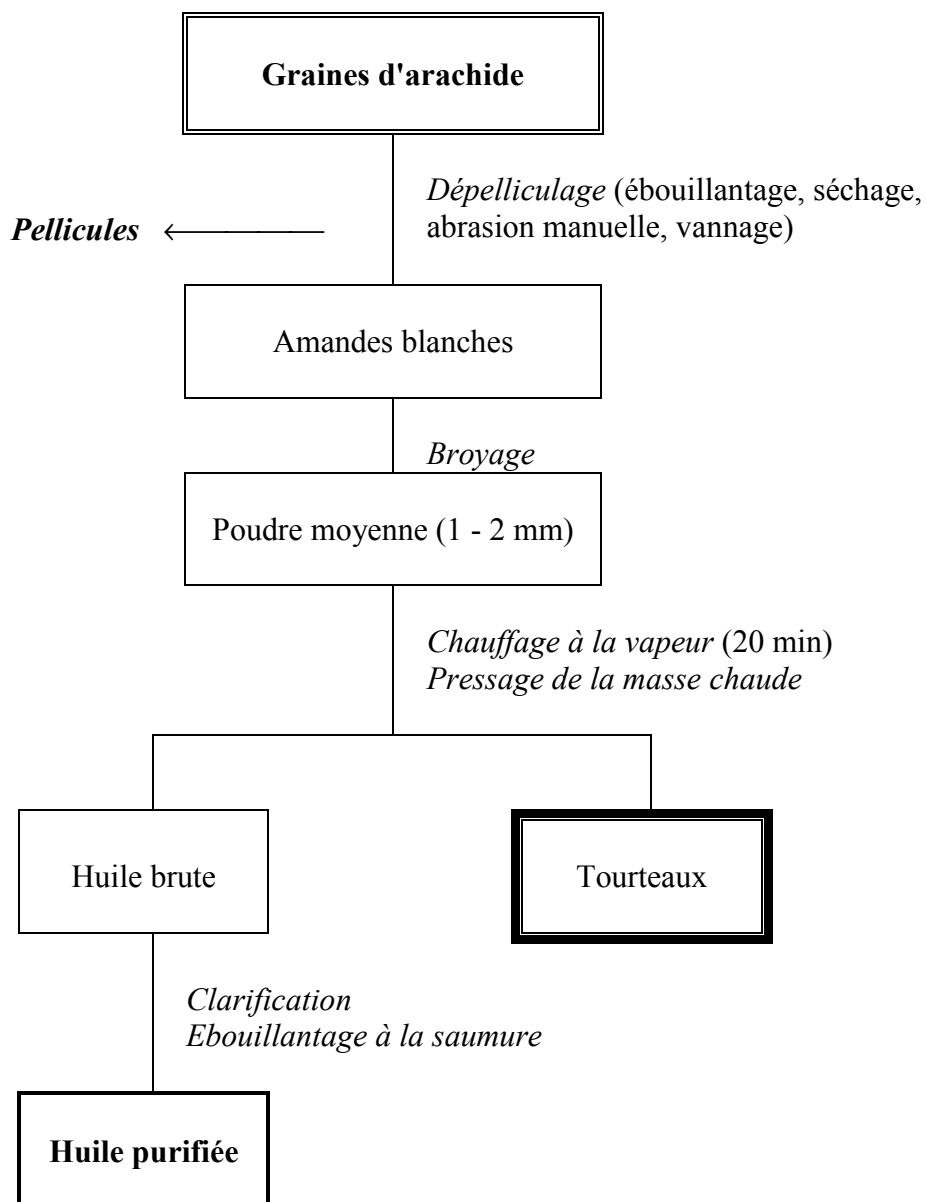 Graines d'arachide
Dépelliculage (ébouillantage, séchage,
abrasion manuelle, vannage)
Pellicules
Amandes blanches
Broyage
Poudre moyenne (1 - 2 mm)
Chauffage à la vapeur (20 min)
Pressage de la masse chaude
Huile brute
Tourteaux
Clarification
Ebouillantage à la saumure
Huile purifiée